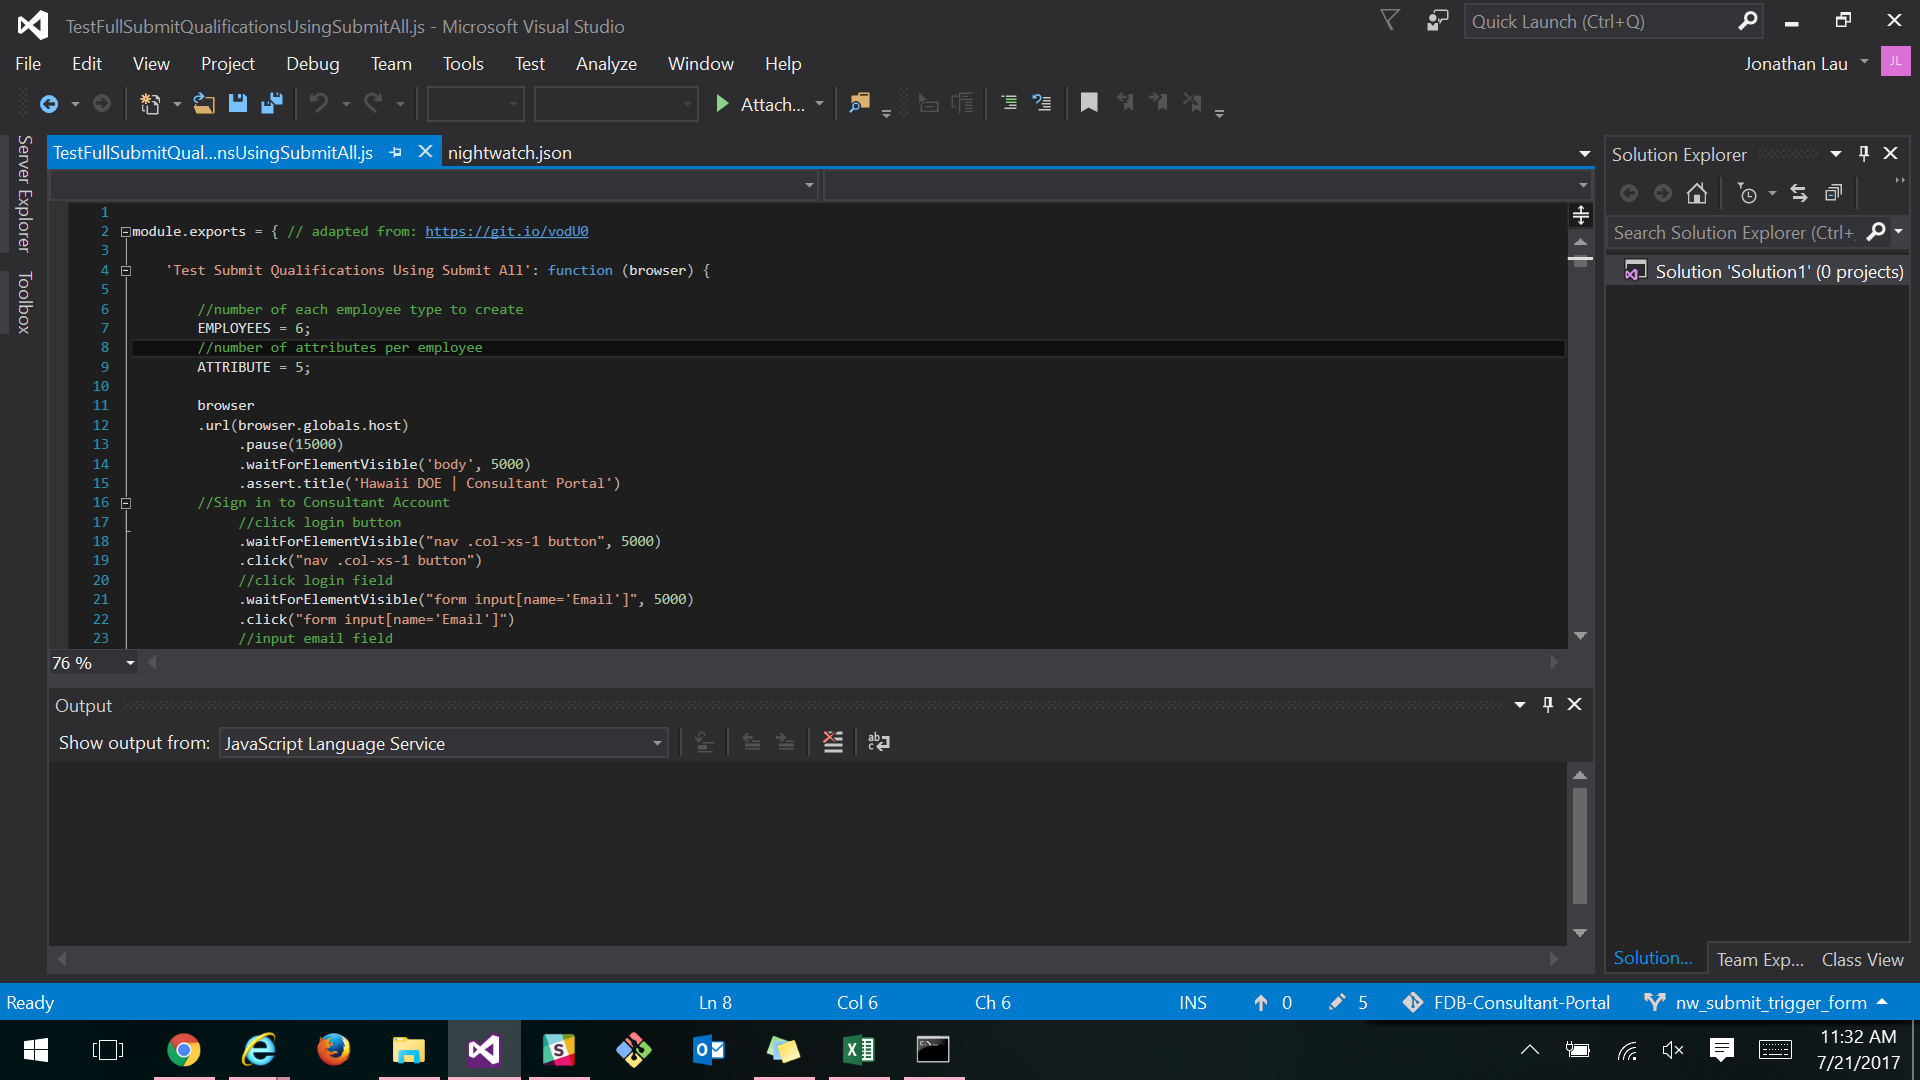 TestFullSubmitQualificationsUsingSubmitAll.js - Microsoft Visual Studio
Quick Launch (Ctrl+Q)
File Edit View Project Debug Team Tools Test Analyze Window Help
Jonathan Lau
JL
Attach...
Server Explorer
Toolbox
TestFullSubmitQual...nsUsingSubmitAll.js
nightwatch.json
1
2 module.exports = { // adapted from: https://git.io/vodU0
3
4 'Test Submit Qualifications Using Submit All': function (browser) {
5
6 //number of each employee type to create
7 EMPLOYEES = 6;
8 //number of attributes per employee
9 ATTRIBUTE = 5;
10
11 browser
12 .url(browser.globals.host)
13 .pause(15000)
14 .waitForElementVisible('body', 5000)
15 .assert.title('Hawaii DOE | Consultant Portal')
16 //Sign in to Consultant Account
17 //click login button
18 .waitForElementVisible("nav .col-xs-1 button", 5000)
19 .click("nav .col-xs-1 button")
20 //click login field
21 .waitForElementVisible("form input[name='Email']", 5000)
22 .click("form input[name='Email']")
23 //input email field
76 %
Output
Show output from: JavaScript Language Service
Solution Explorer
Search Solution Explorer (Ctrl+
Solution 'Solution1' (0 projects)
Solution... Team Exp... Class View
Ready Ln 8 Col 6 Ch 6 INS 0 5 FDB-Consultant-Portal nw_submit_trigger_form
11:32 AM
7/21/2017